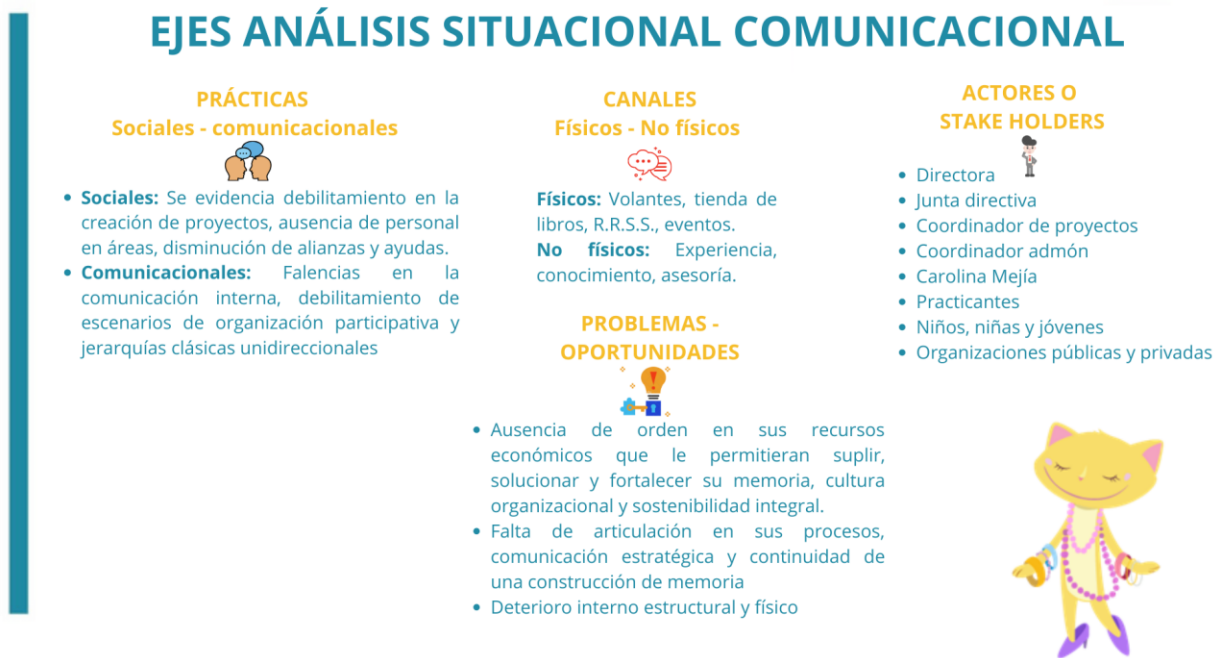 EJES ANÁLISIS SITUACIONAL COMUNICACIONAL
PRÁCTICAS
Sociales - comunicacionales
• Sociales: Se evidencia debilitamiento en la
creación de proyectos, ausencia de personal
en áreas, disminución de alianzas y ayudas.
• Comunicacionales: Falencias en la
comunicación interna, debilitamiento de
escenarios de organización participativa y
jerarquías clásicas unidireccionales
CANALES
Físicos - No físicos
Físicos: Volantes, tienda de
libros, R.R.S.S., eventos.
No físicos: Experiencia,
conocimiento, asesoría.
PROBLEMAS -
OPORTUNIDADES
• Ausencia de orden en sus recursos
económicos que le permitieran suplir,
solucionar y fortalecer su memoria, cultura
organizacional y sostenibilidad integral.
• Falta de articulación en sus procesos,
comunicación estratégica y continuidad de
una construcción de memoria
• Deterioro interno estructural y físico
ACTORES O
STAKE HOLDERS
• Directora
• Junta directiva
• Coordinador de proyectos
• Coordinador admón
• Carolina Mejía
• Practicantes
• Niños, niñas y jóvenes
• Organizaciones públicas y privadas